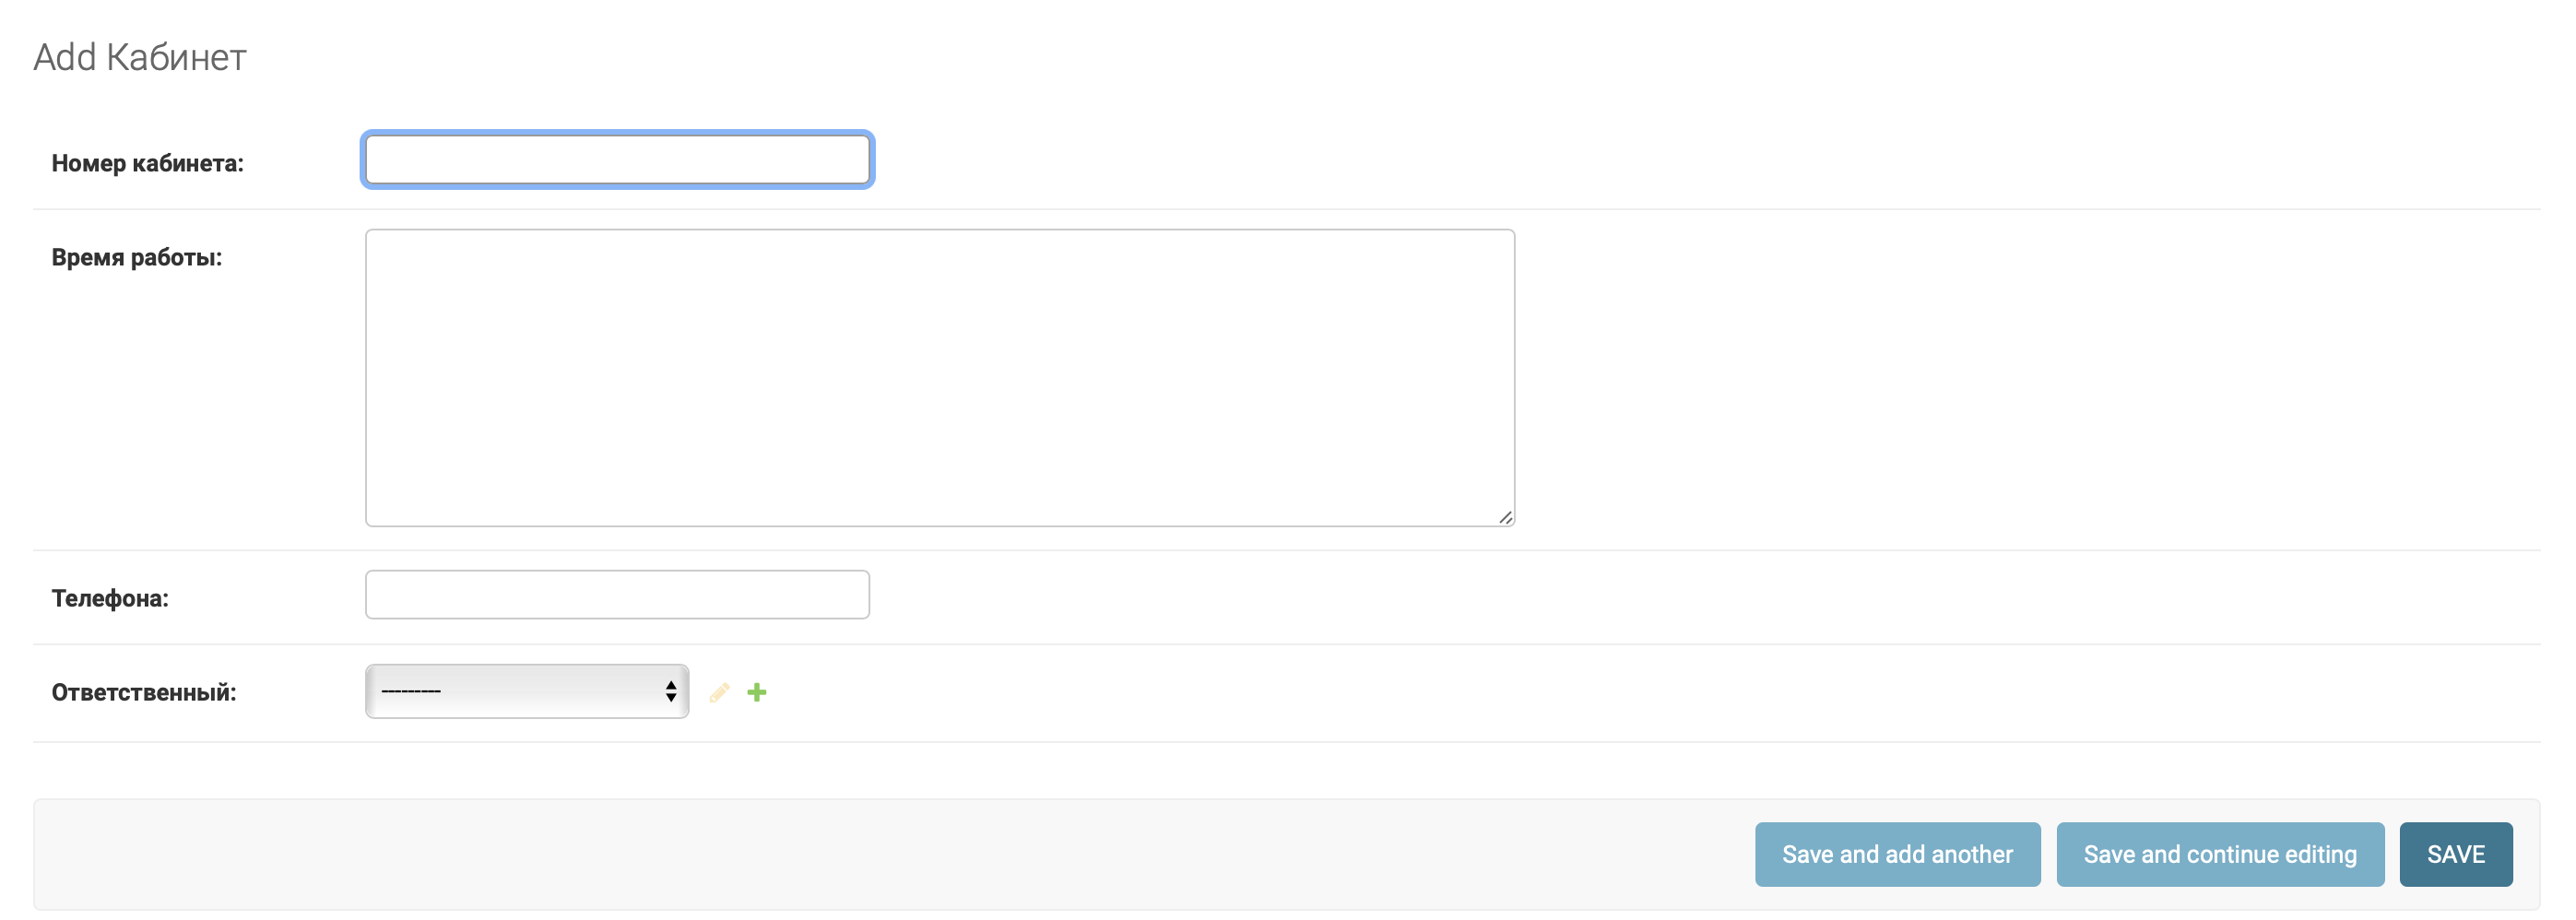 Add Кабинет
Номер кабинета:
Время работы:
Телефона:
Ответственный:
---------
Save and add another
Save and continue editing
SAVE